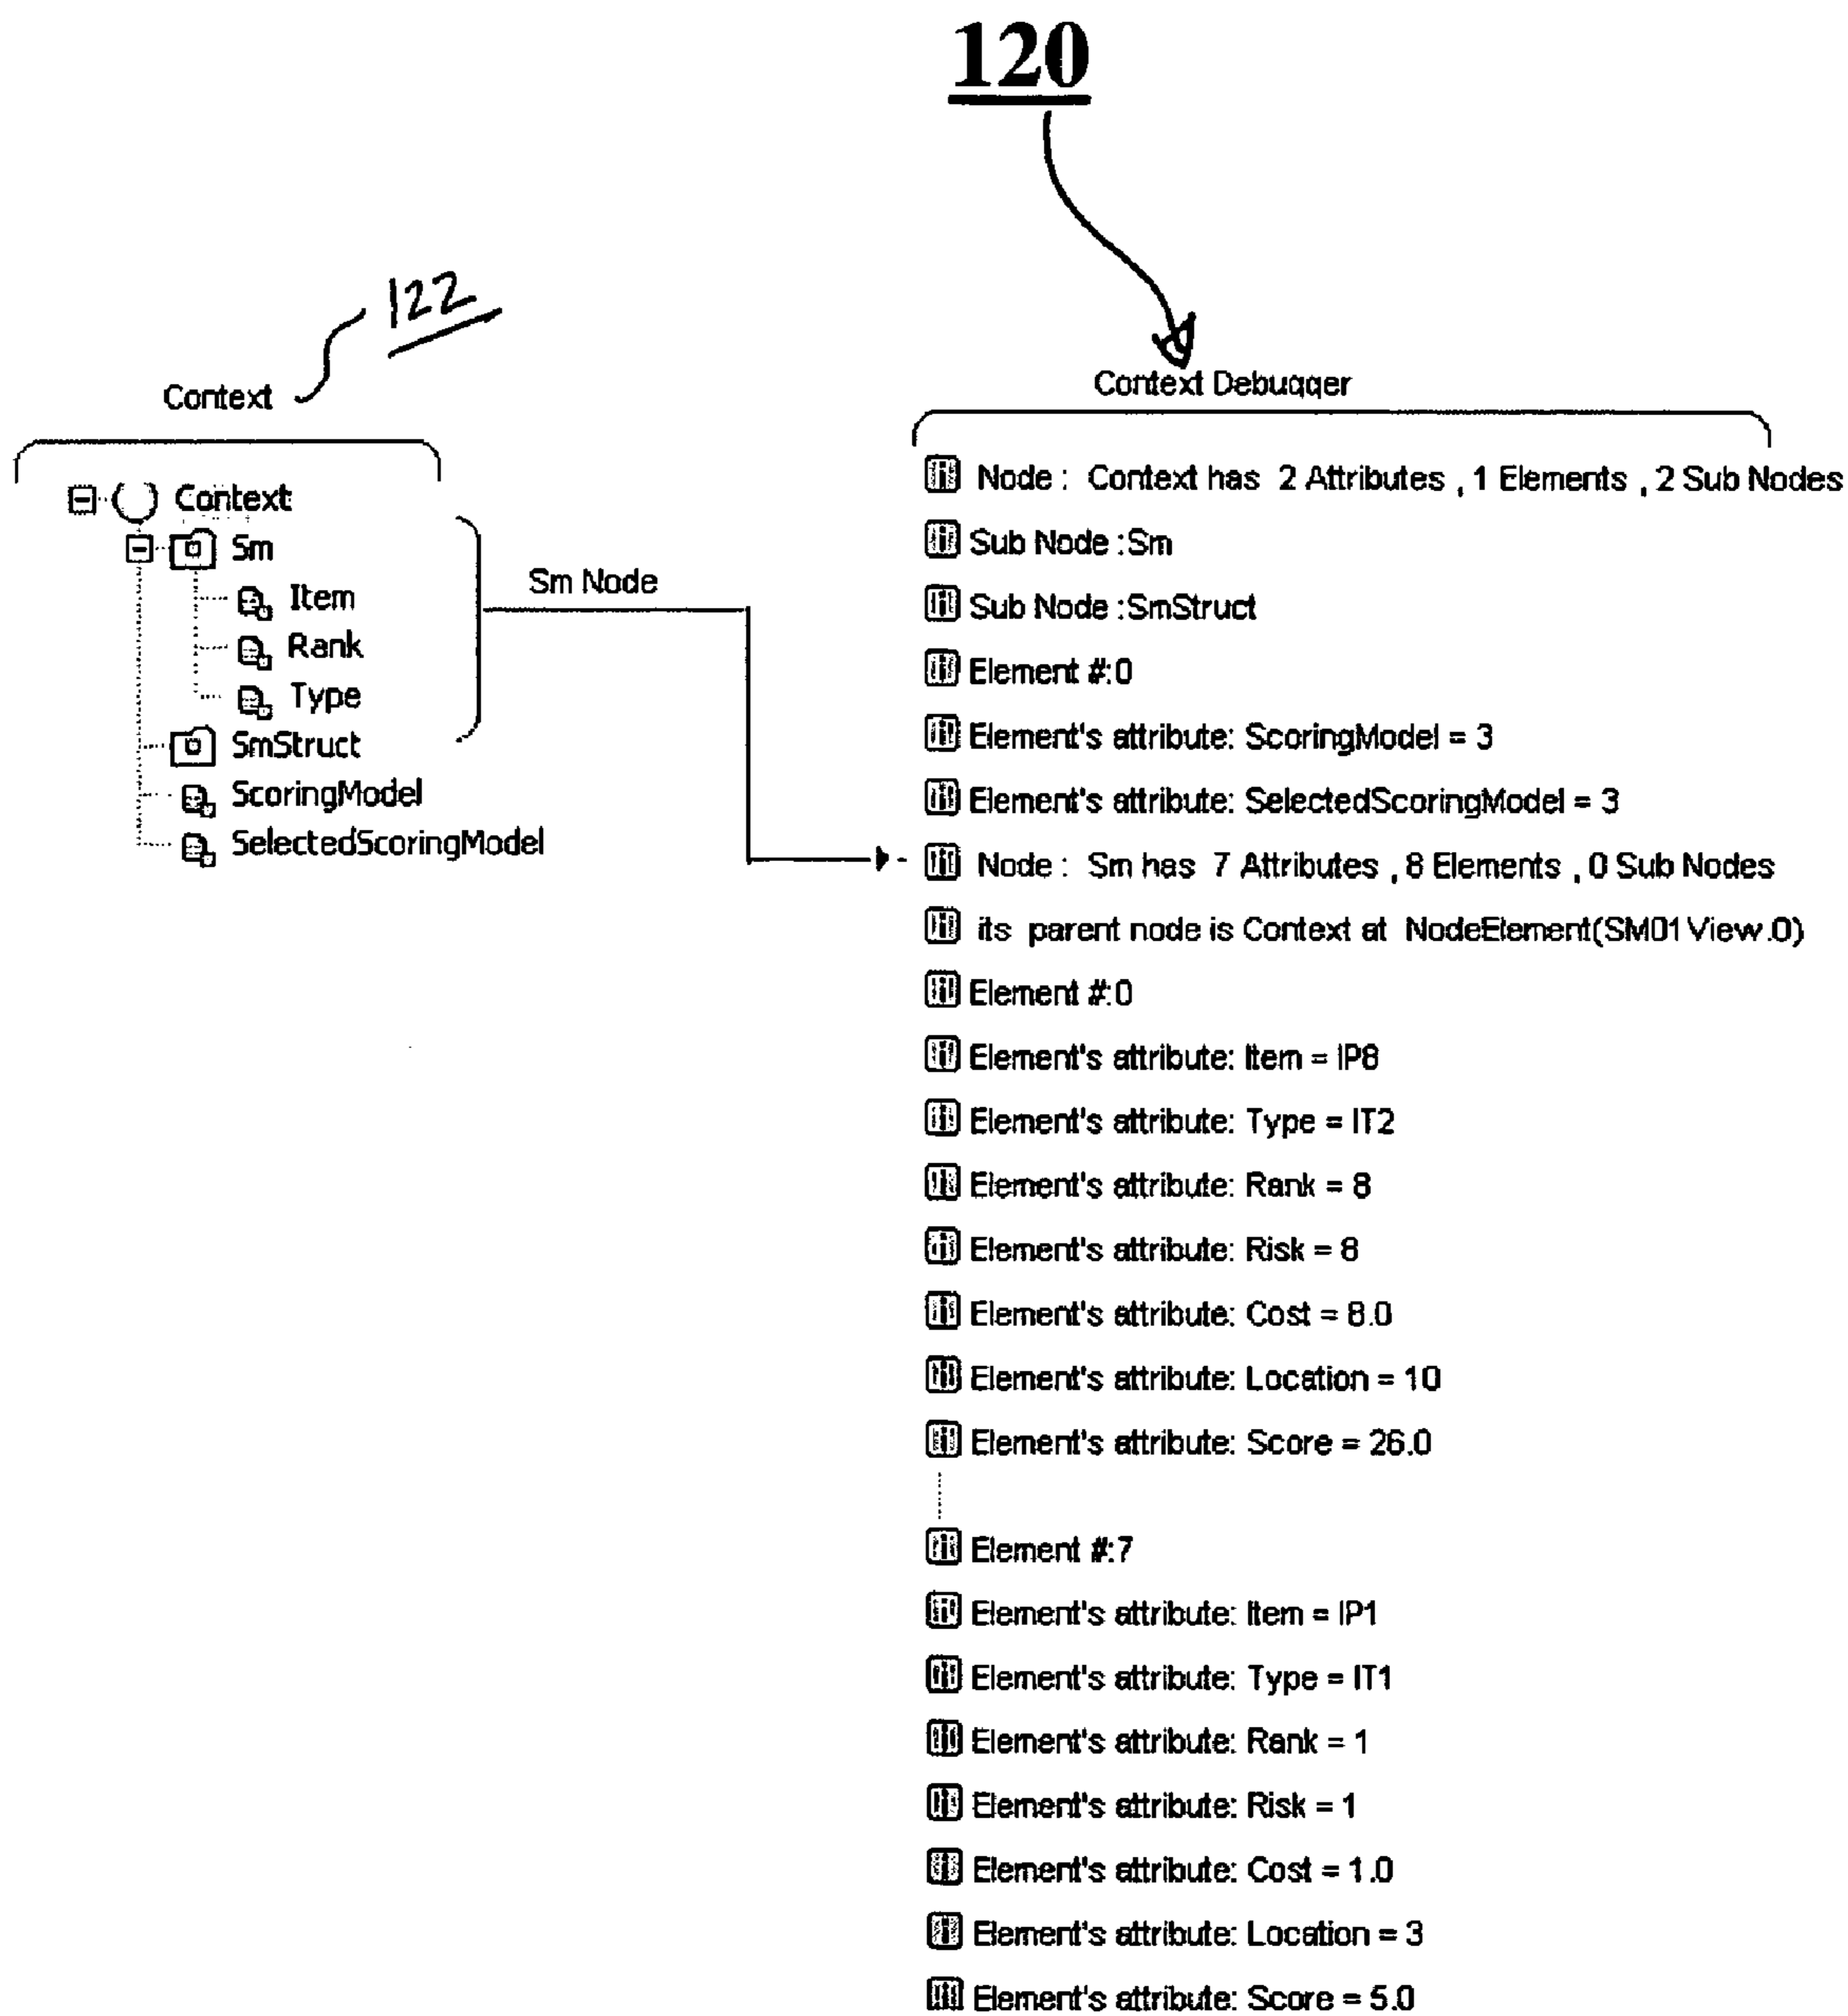 120
122
Context
Context
Sm
Item
Rank
Type
SmStruct
ScoringModel
SelectedScoringModel
Sm Node
Context Debugger
Node : Context has 2 Attributes , 1 Elements , 2 Sub Nodes
Sub Node :Sm
Sub Node :SmStruct
Element #:0
Element's attribute: ScoringModel = 3
Element's attribute: SelectedScoringModel = 3
Node : Sm has 7 Attributes , 8 Elements , 0 Sub Nodes
its parent node is Context at NodeElement(SM01View.0)
Element #:0
Element's attribute: Item = IP8
Element's attribute: Type = IT2
Element's attribute: Rank = 8
Element's attribute: Risk = 8
Element's attribute: Cost = 8.0
Element's attribute: Location = 10
Element's attribute: Score = 26.0
Element #:7
Element's attribute: Item = IP1
Element's attribute: Type = IT1
Element's attribute: Rank = 1
Element's attribute: Risk = 1
Element's attribute: Cost = 1.0
Element's attribute: Location = 3
Element's attribute: Score = 5.0